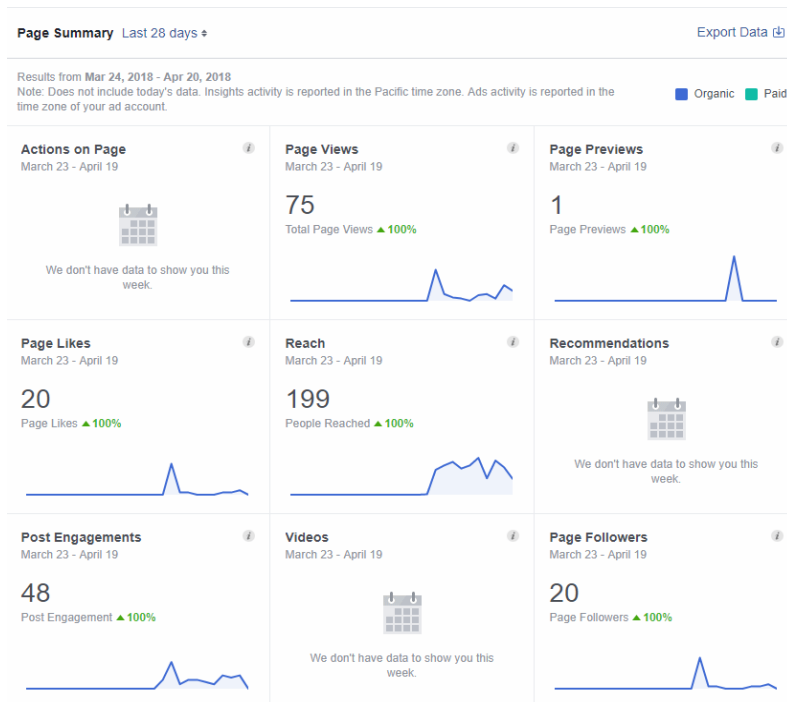 Page Summary Last 28 days
Export Data
Results from Mar 24, 2018 - Apr 20, 2018
Note: Does not include today's data. Insights activity is reported in the Pacific time zone. Ads activity is reported in the
time zone of your ad account.
Organic Paid
Actions on Page
March 23 - April 19
We don't have data to show you this
week.
Page Views
March 23 - April 19
75
Total Page Views 100%
Page Previews
March 23 - April 19
1
Page Previews 100%
Page Likes
March 23 - April 19
20
Page Likes 100%
Reach
March 23 - April 19
199
People Reached 100%
Recommendations
March 23 - April 19
We don't have data to show you this
week.
Post Engagements
March 23 - April 19
48
Post Engagement 100%
Videos
March 23 - April 19
We don't have data to show you this
week.
Page Followers
March 23 - April 19
20
Page Followers 100%